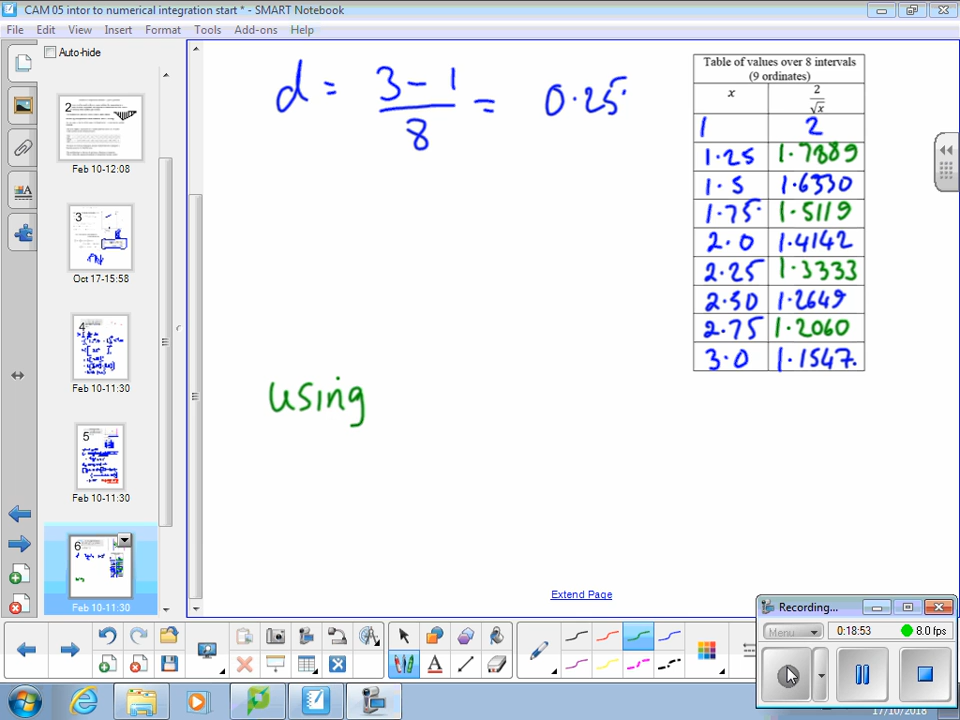 CAM 05 intor to numerical integration start * - SMART Notebook
File Edit View Insert Format Tools Add-ons Help
Auto-hide
2
Feb 10-12:08
3
Oct 17-15:58
4
Feb 10-11:30
5
Feb 10-11:30
6
Feb 10-11:30
d = 3-1/8 = 0.25
Table of values over 8 intervals
(9 ordinates)
x 2/√x
1 2
1.25 1.7889
1.5 1.6330
1.75 1.5119
2.0 1.4142
2.25 1.3333
2.50 1.2649
2.75 1.2060
3.0 1.1547
using
Extend Page
Recording...
Menu 0:18:53 8.0 fps
17/10/2018